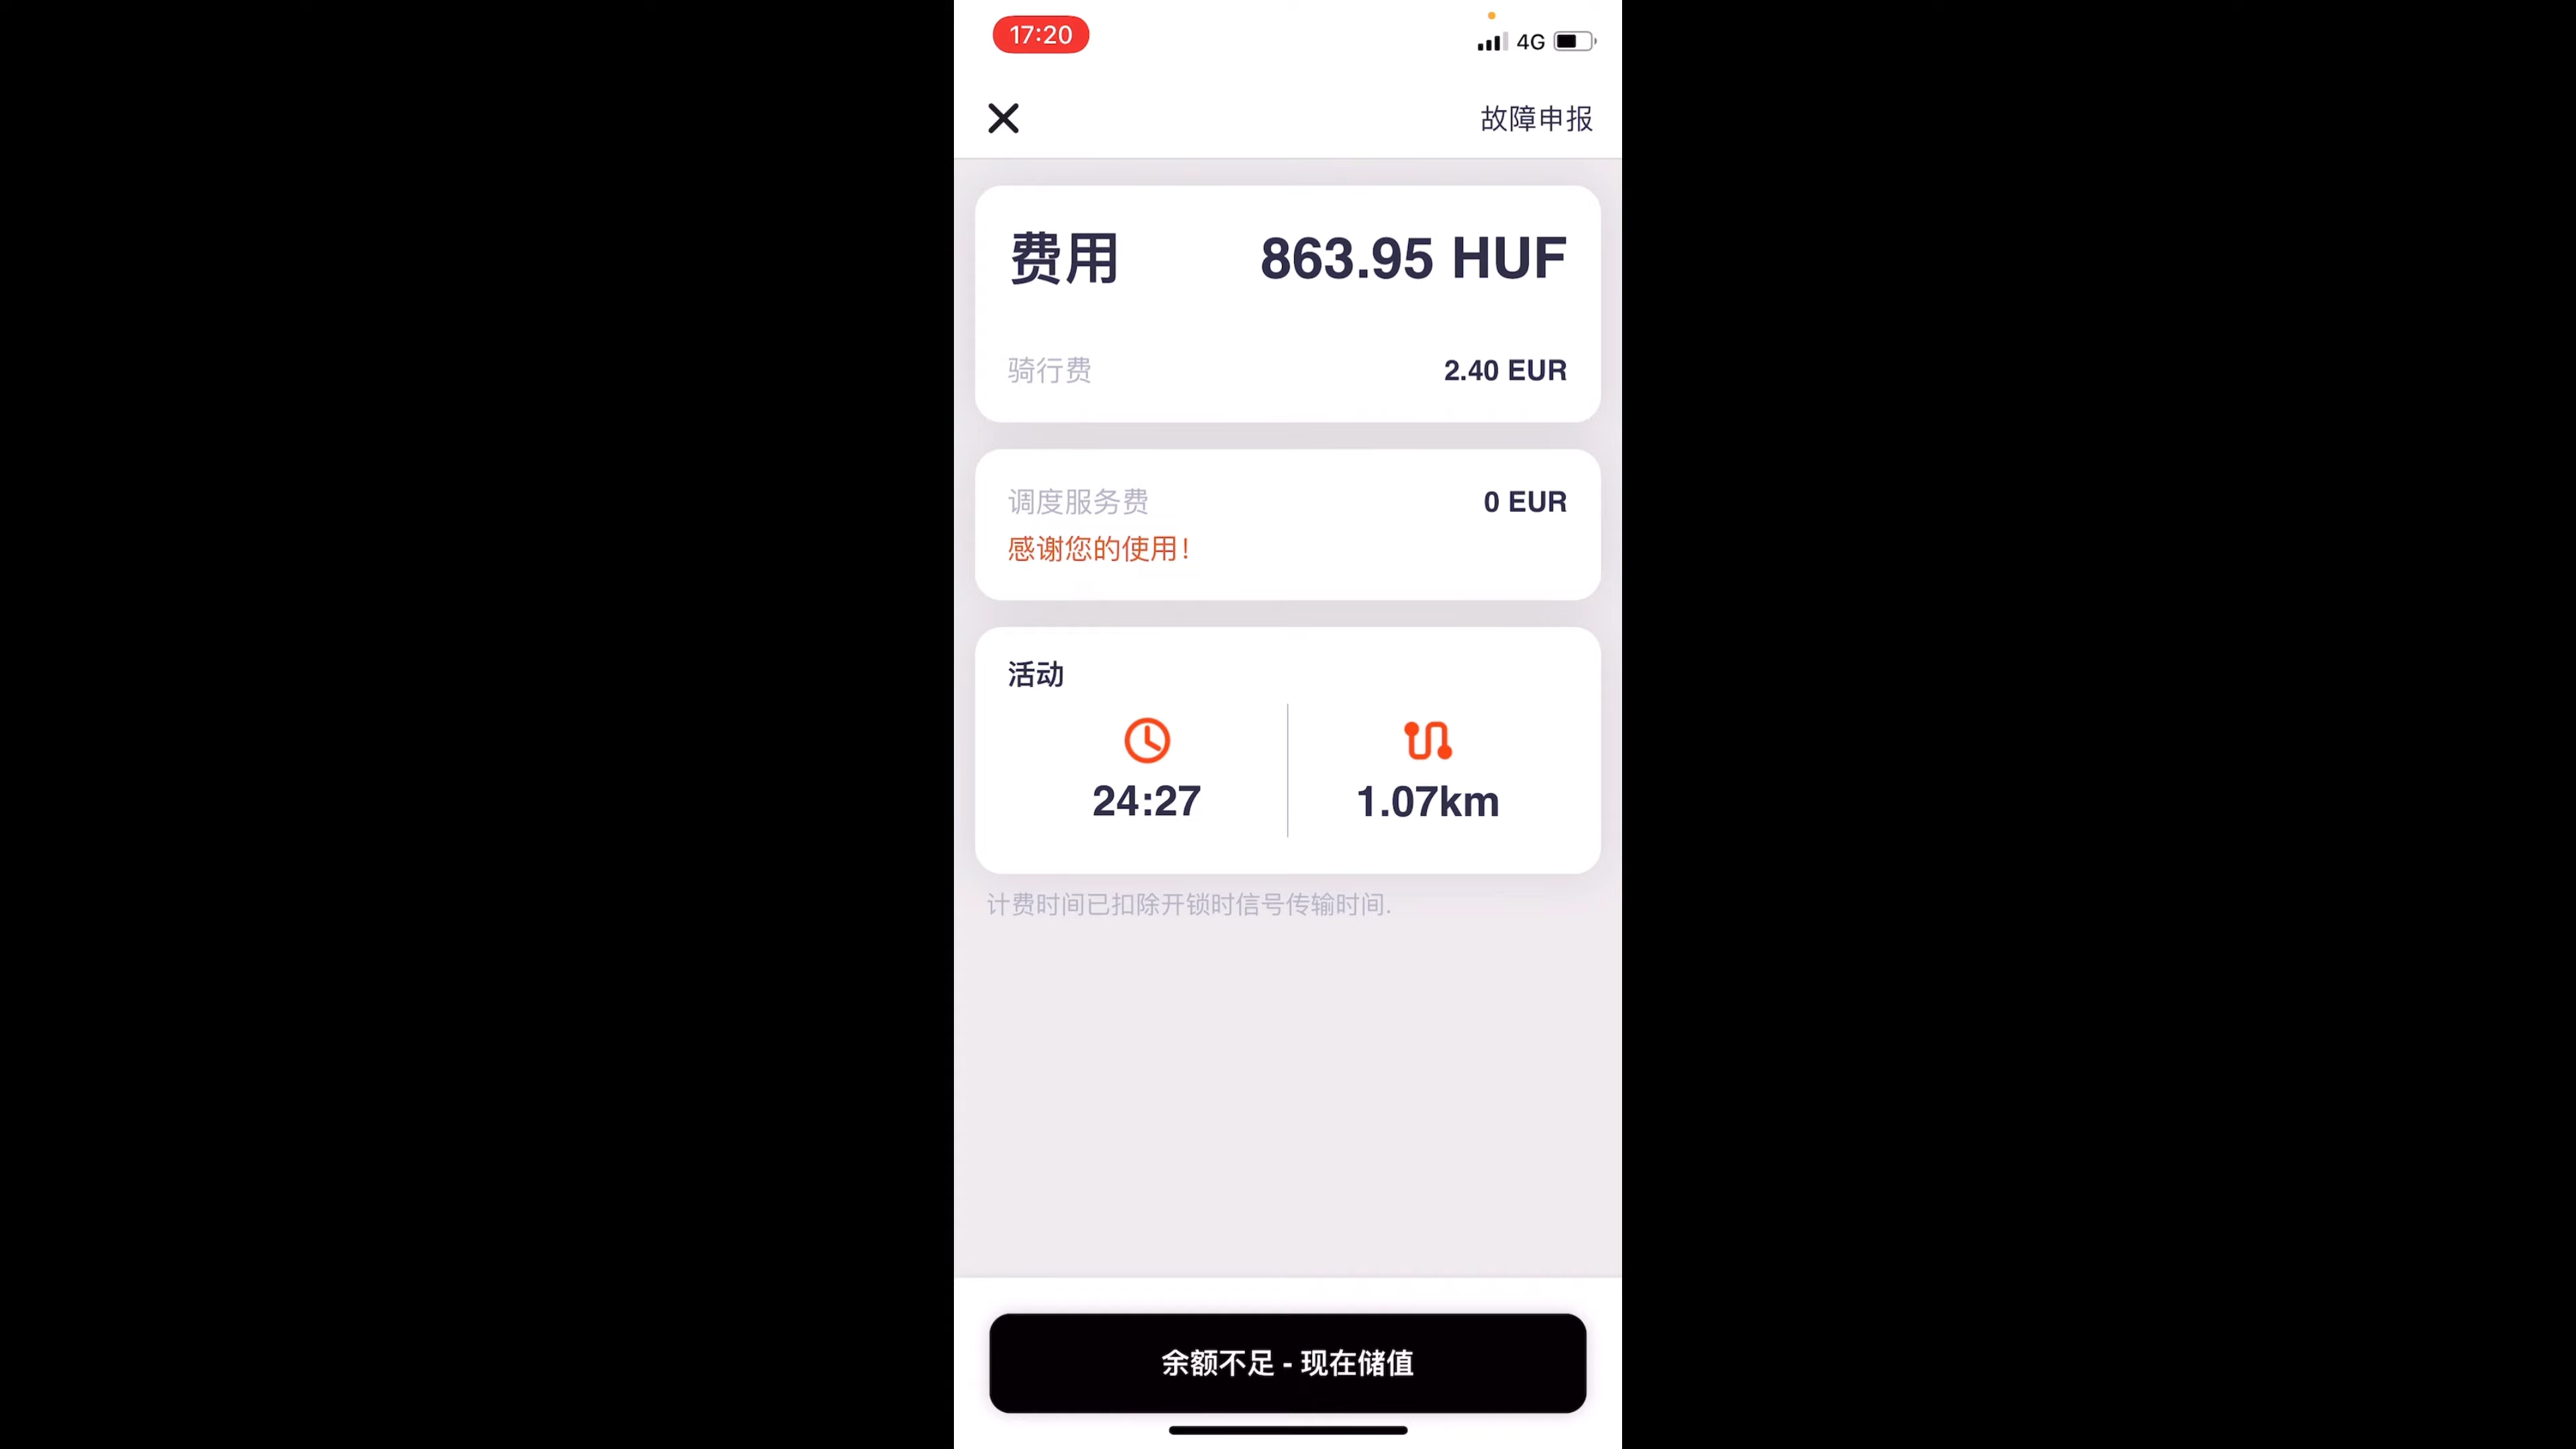 17:20
4G
故障申报
费用 863.95 HUF
骑行费 2.40 EUR
调度服务费 0 EUR
感谢您的使用!
活动
24:27 1.07km
计费时间已扣除开锁时信号传输时间.
余额不足 - 现在储值